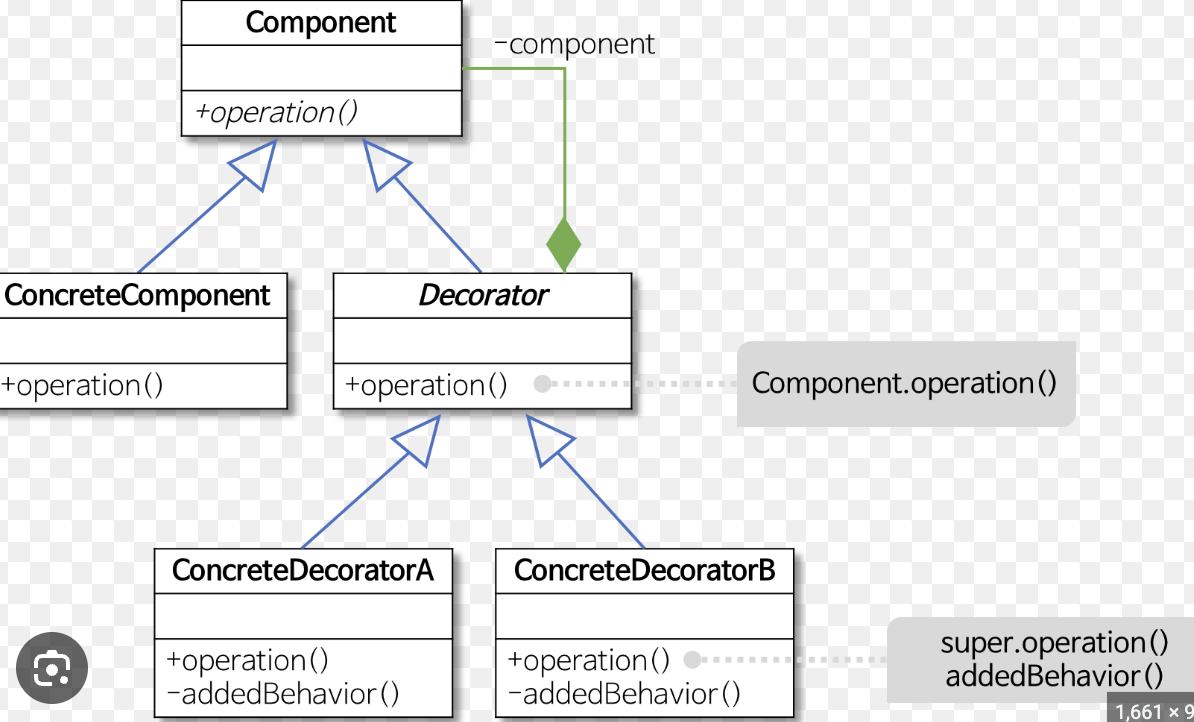 Component
-component
+operation()
ConcreteComponent
Decorator
+operation()
+operation()
Component.operation()
ConcreteDecoratorA
ConcreteDecoratorB
+operation()
-addedBehavior()
+operation()
-addedBehavior()
super.operation()
addedBehavior()
1,661 × 9